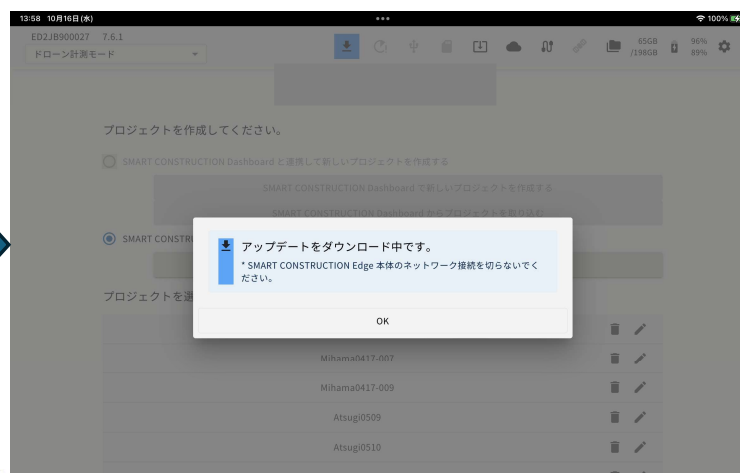 13:58 10月16日(水)
100%
ED2JB900027 7.6.1
ドローン計測モード
65GB
/198GB
96%
89%
プロジェクトを作成してください。
SMART CONSTRUCTION Dashboard と連携して新しいプロジェクトを作成する
SMART CONSTRUCTION Dashboard で新しいプロジェクトを作成する
SMART CONSTRUCTION Dashboard からプロジェクトを取り込む
SMART CONSTR
アップデートをダウンロード中です。
* SMART CONSTRUCTION Edge 本体のネットワーク接続を切らないでく
ださい。
プロジェクトを選
OK
Mihama0417-007
Mihama0417-009
Atsugi0509
Atsugi0510